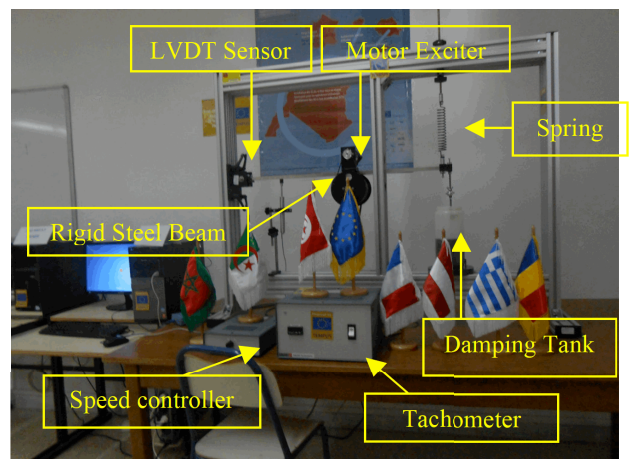 LVDT Sensor
Motor Exciter
Spring
Rigid Steel Beam
Damping Tank
Speed controller
Tachometer